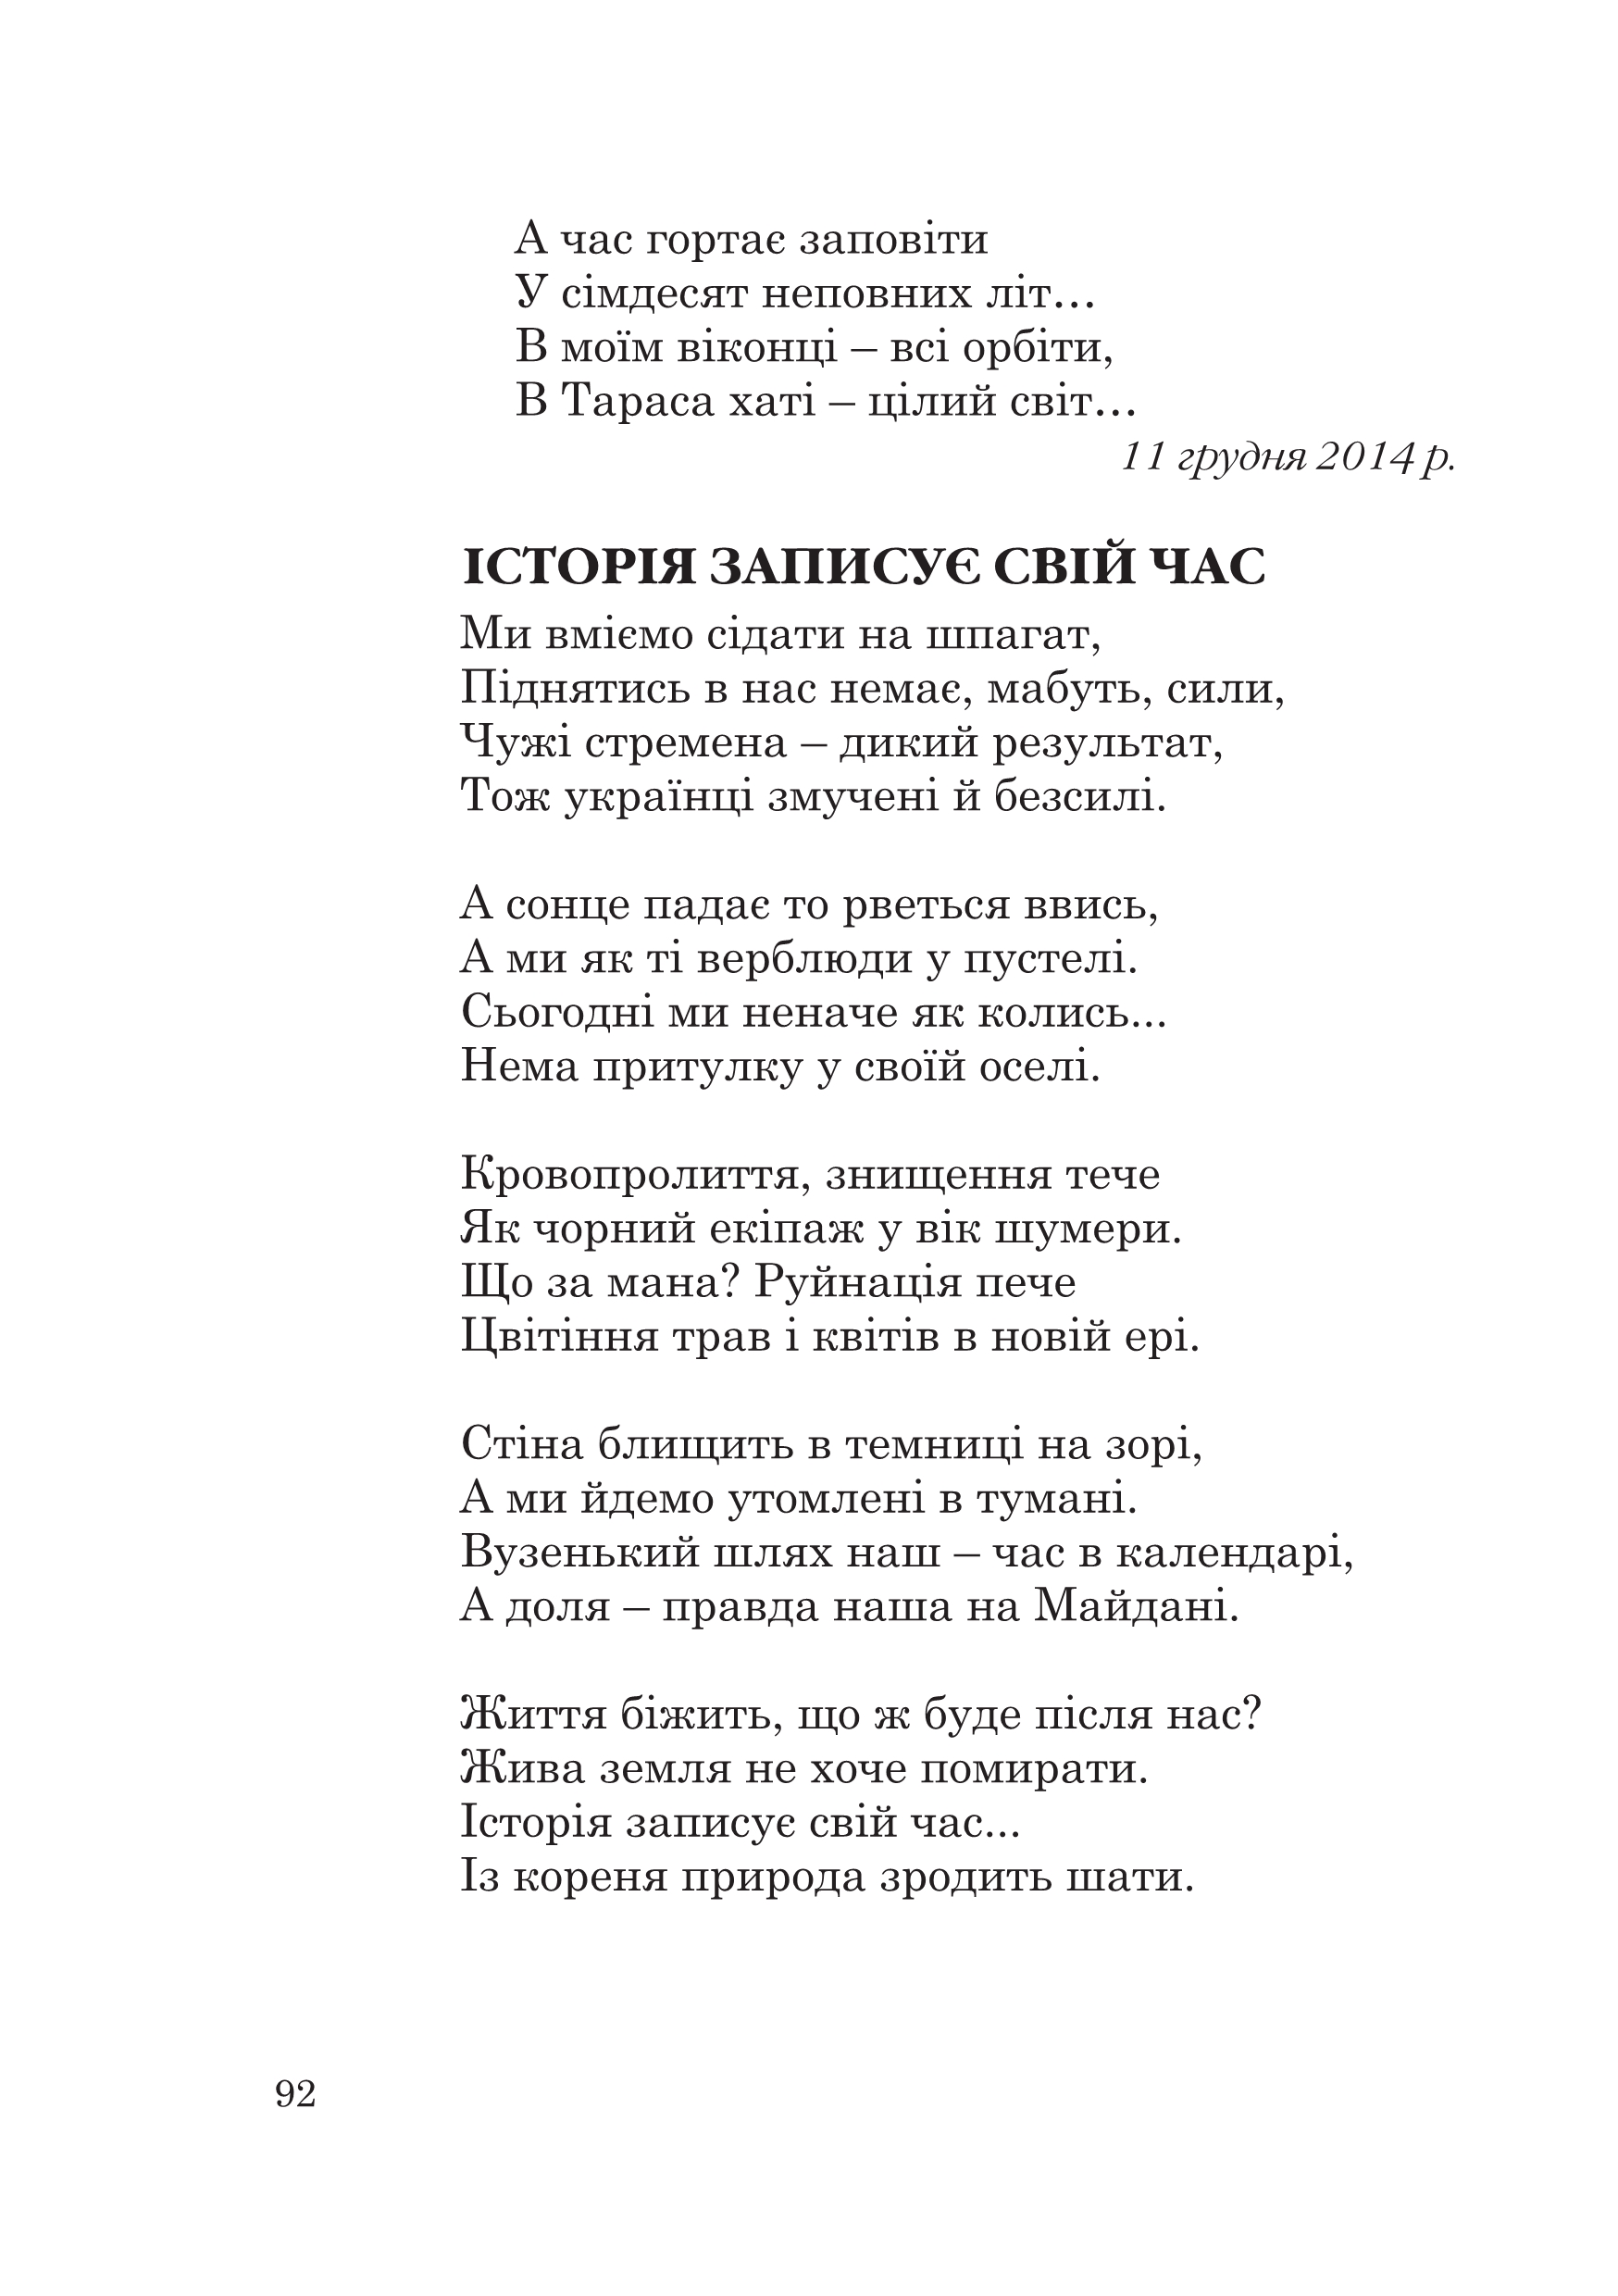 А час гортає заповіти
У сімдесят неповних літ…
В моїм віконці – всі орбіти,
В Тараса хаті – цілий світ…
11 грудня 2014 р.
ІСТОРІЯ ЗАПИСУЄ СВІЙ ЧАС
Ми вміємо сідати на шпагат,
Піднятись в нас немає, мабуть, сили,
Чужі стремена – дикий результат,
Тож українці змучені й безсилі.
А сонце падає то рветься ввись,
А ми як ті верблюди у пустелі.
Сьогодні ми неначе як колись...
Нема притулку у своїй оселі.
Кровопролиття, знищення тече
Як чорний екіпаж у вік шумери.
Що за мана? Руйнація пече
Цвітіння трав і квітів в новій ері.
Стіна блищить в темниці на зорі,
А ми йдемо утомлені в тумані.
Вузенький шлях наш – час в календарі,
А доля – правда наша на Майдані.
Життя біжить, що ж буде після нас?
Жива земля не хоче помирати.
Історія записує свій час...
Із кореня природа зродить шати.
92